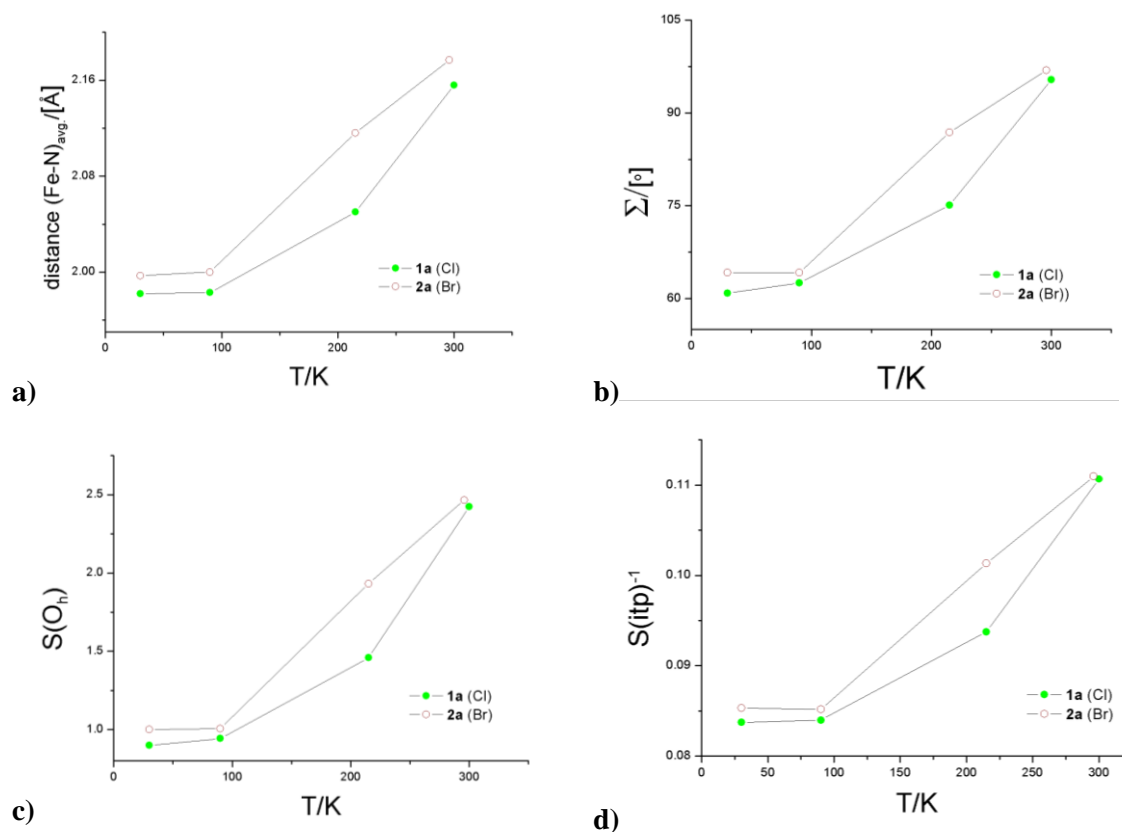 distance (Fe-N)avg./[Å]
2.16
2.08
2.00
0
100
200
300
T/K
1a (Cl)
2a (Br)
a)
Σ/[°]
105
90
75
60
0
100
200
300
T/K
1a (Cl)
2a (Br))
b)
S(Oh)
2.5
2.0
1.5
1.0
0
100
200
300
T/K
1a (Cl)
2a (Br)
c)
S(itp)-1
0.11
0.10
0.09
0.08
0
50
100
150
200
250
300
T/K
1a (Cl)
2a (Br)
d)